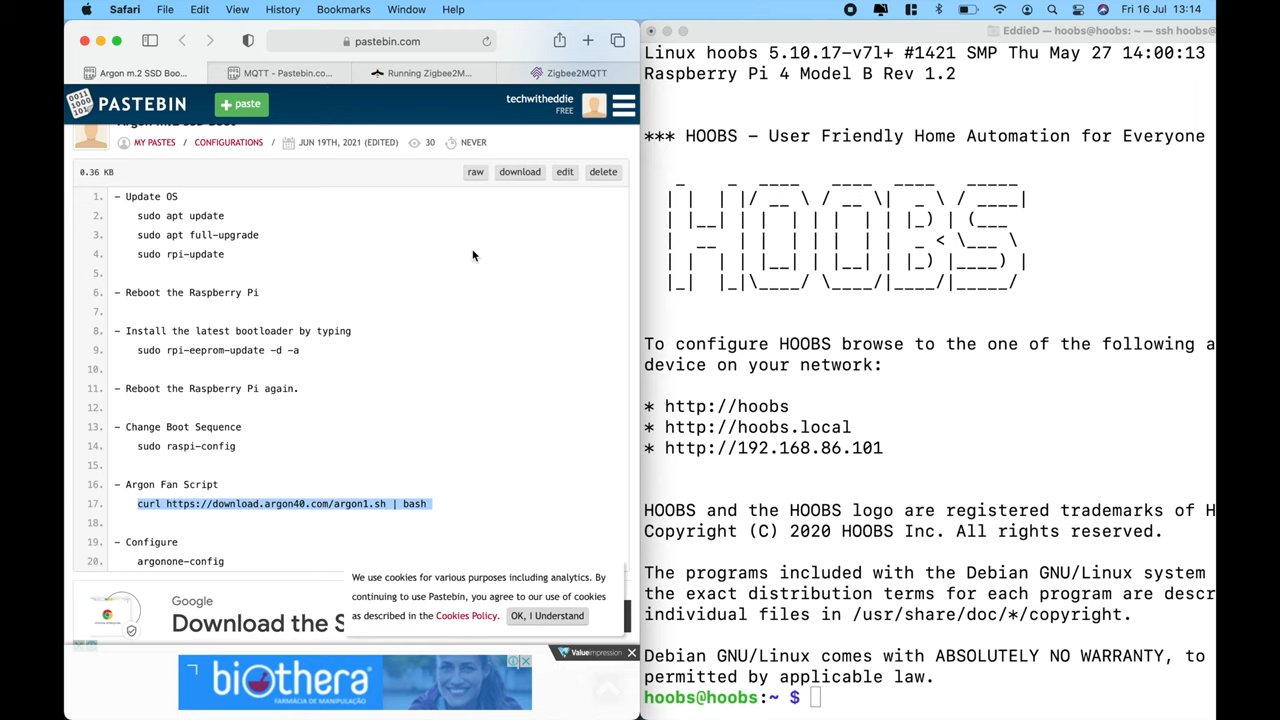 Safari File Edit View History Bookmarks Window Help Fri 16 Jul 13:14
pastebin.com
Argon m.2 SSD Boo... MQTT - Pastebin.co... Running Zigbee2M... Zigbee2MQTT
PASTEBIN + paste techwitheddie
FREE
MY PASTES / CONFIGURATIONS / JUN 19TH, 2021 (EDITED) 30 NEVER
0.36 KB raw download edit delete
1. – Update OS
2. sudo apt update
3. sudo apt full-upgrade
4. sudo rpi-update
5.
6. – Reboot the Raspberry Pi
7.
8. – Install the latest bootloader by typing
9. sudo rpi-eeprom-update -d -a
10.
11. – Reboot the Raspberry Pi again.
12.
13. – Change Boot Sequence
14. sudo raspi-config
15.
16. – Argon Fan Script
17. curl https://download.argon40.com/argon1.sh | bash
18.
19. – Configure
20. argonone-config
We use cookies for various purposes including analytics. By
continuing to use Pastebin, you agree to our use of cookies
as described in the Cookies Policy. OK, I Understand
Google
Download the S
ValueImpression
biothera
FARMÁCIA DE MANIPULAÇÃO
EddieD — hoobs@hoobs: ~ — ssh hoobs@
Linux hoobs 5.10.17-v7l+ #1421 SMP Thu May 27 14:00:13
Raspberry Pi 4 Model B Rev 1.2
*** HOOBS – User Friendly Home Automation for Everyone
HOOBS
To configure HOOBS browse to the one of the following a
device on your network:
* http://hoobs
* http://hoobs.local
* http://192.168.86.101
HOOBS and the HOOBS logo are registered trademarks of H
Copyright (C) 2020 HOOBS Inc. All rights reserved.
The programs included with the Debian GNU/Linux system
the exact distribution terms for each program are descr
individual files in /usr/share/doc/*/copyright.
Debian GNU/Linux comes with ABSOLUTELY NO WARRANTY, to
permitted by applicable law.
hoobs@hoobs:~ $